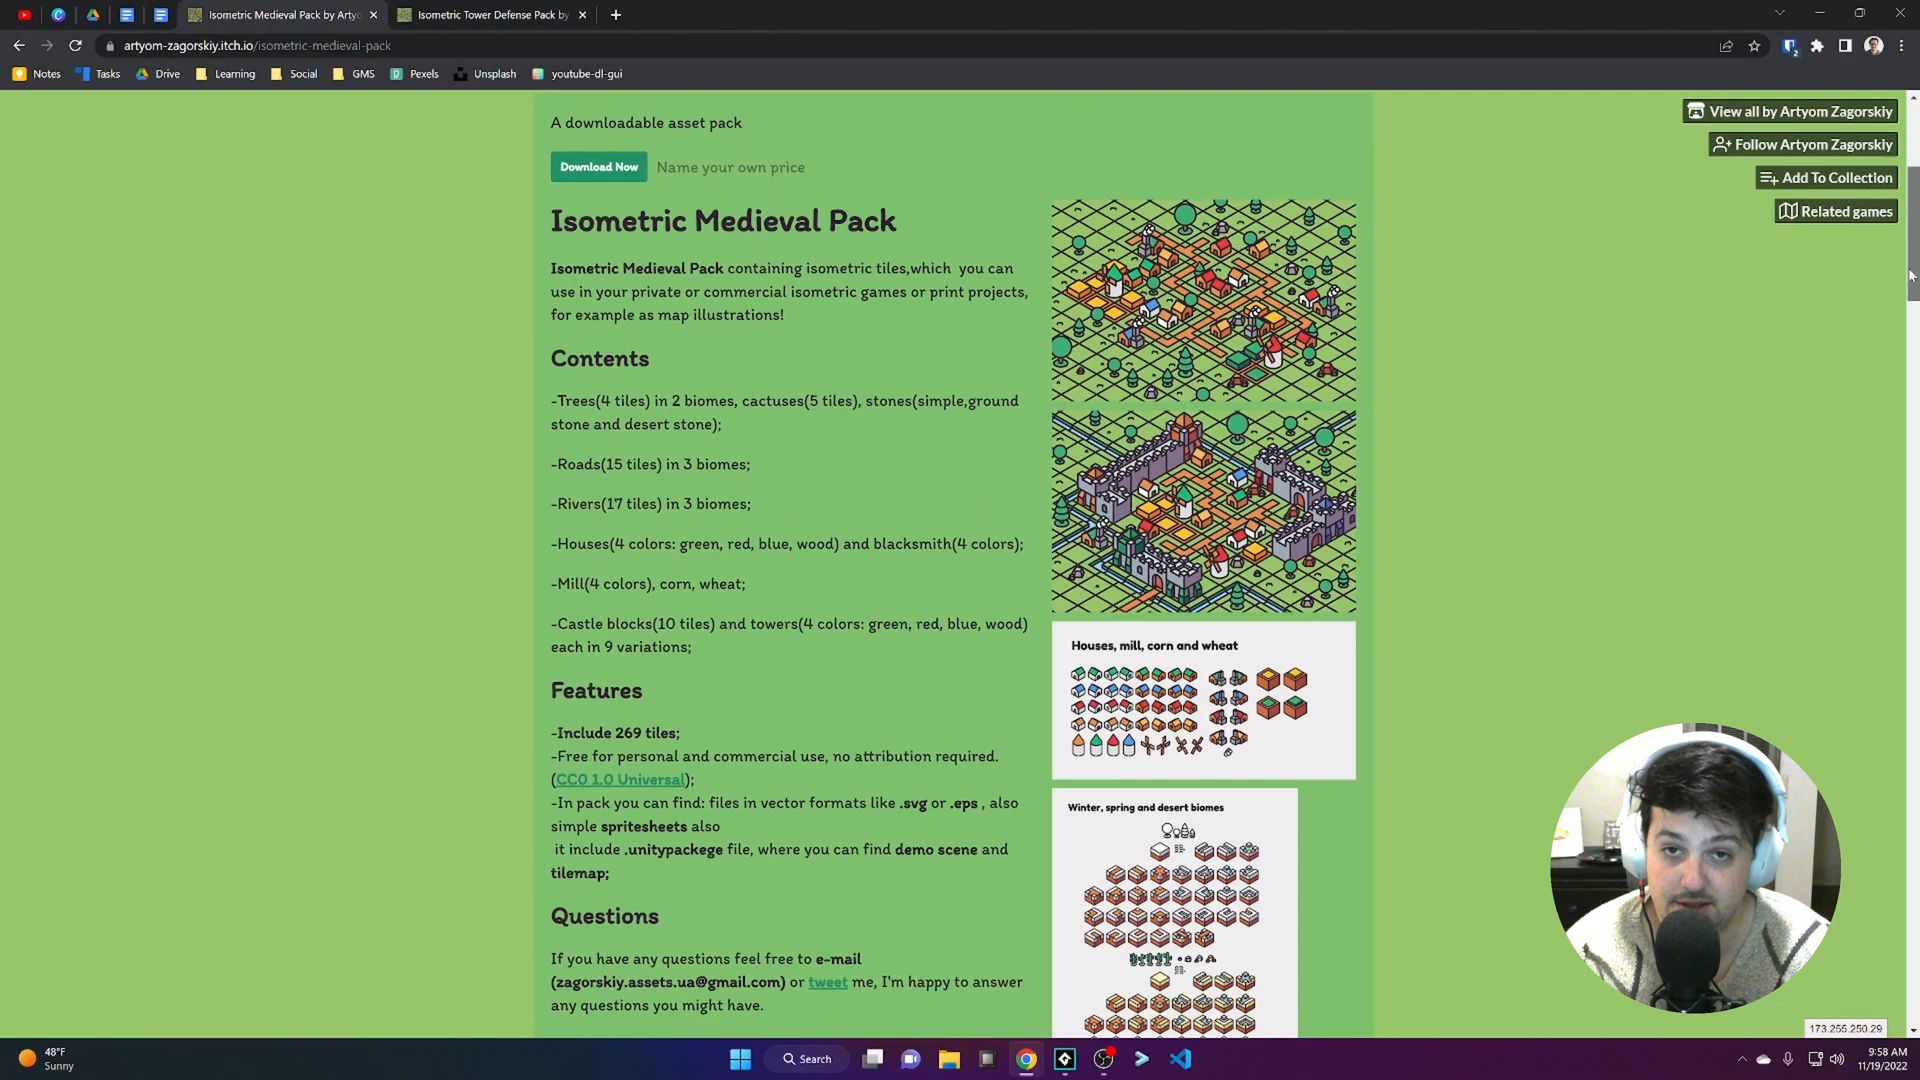 Isometric Medieval Pack by Artyo
Isometric Tower Defense Pack by
artyom-zagorskiy.itch.io/isometric-medieval-pack
2
Notes
Tasks
Drive
Learning
Social
GMS
Pexels
Unsplash
youtube-dl-gui
View all by Artyom Zagorskiy
Follow Artyom Zagorskiy
Add To Collection
Related games
A downloadable asset pack
Download Now
Name your own price
Isometric Medieval Pack
Isometric Medieval Pack containing isometric tiles,which you can
use in your private or commercial isometric games or print projects,
for example as map illustrations!
Contents
-Trees(4 tiles) in 2 biomes, cactuses(5 tiles), stones(simple,ground
stone and desert stone);
-Roads(15 tiles) in 3 biomes;
-Rivers(17 tiles) in 3 biomes;
-Houses(4 colors: green, red, blue, wood) and blacksmith(4 colors);
-Mill(4 colors), corn, wheat;
-Castle blocks(10 tiles) and towers(4 colors: green, red, blue, wood)
each in 9 variations;
Features
-Include 269 tiles;
-Free for personal and commercial use, no attribution required.
(CC0 1.0 Universal);
-In pack you can find: files in vector formats like .svg or .eps , also
simple spritesheets also
it include .unitypackege file, where you can find demo scene and
tilemap;
Questions
If you have any questions feel free to e-mail
(zagorskiy.assets.ua@gmail.com) or tweet me, I'm happy to answer
any questions you might have.
Houses, mill, corn and wheat
Winter, spring and desert biomes
173.255.250.29
48°F
Sunny
Search
9:58 AM
11/19/2022